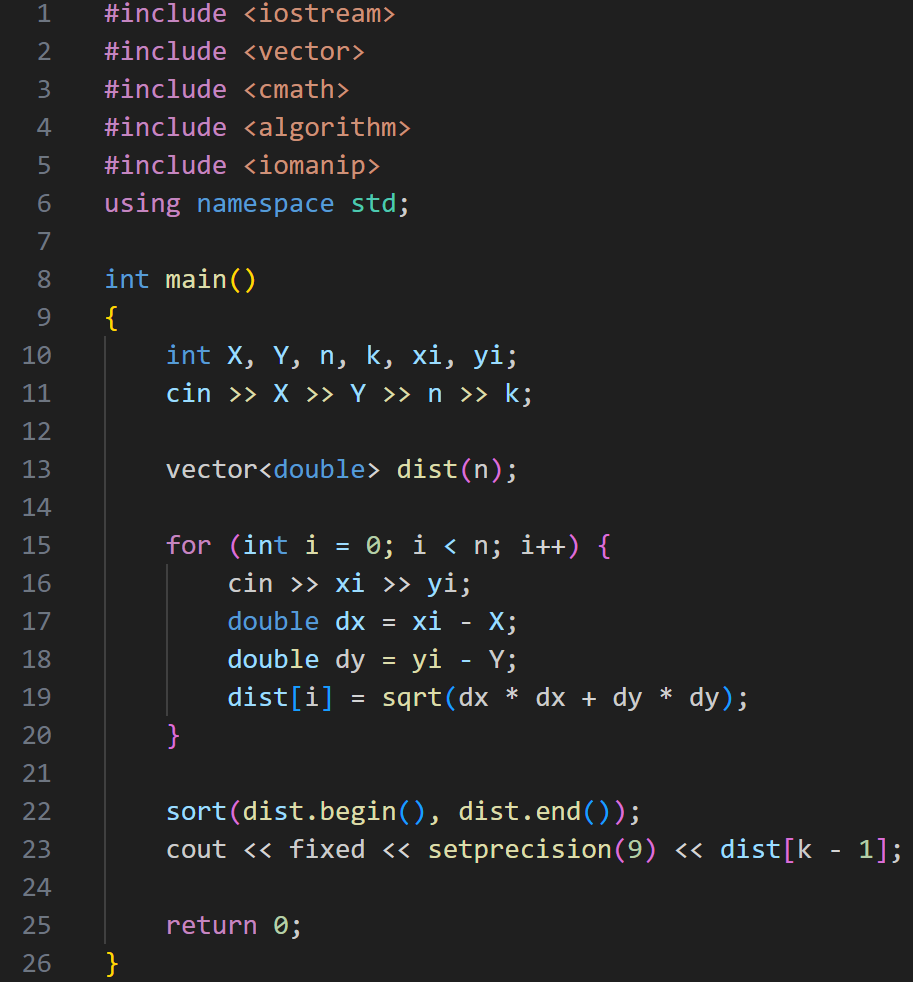 1 #include <iostream>
2 #include <vector>
3 #include <cmath>
4 #include <algorithm>
5 #include <iomanip>
6 using namespace std;
7
8 int main()
9 {
10     int X, Y, n, k, xi, yi;
11     cin >> X >> Y >> n >> k;
12
13     vector<double> dist(n);
14
15     for (int i = 0; i < n; i++) {
16         cin >> xi >> yi;
17         double dx = xi - X;
18         double dy = yi - Y;
19         dist[i] = sqrt(dx * dx + dy * dy);
20     }
21
22     sort(dist.begin(), dist.end());
23     cout << fixed << setprecision(9) << dist[k - 1];
24
25     return 0;
26 }